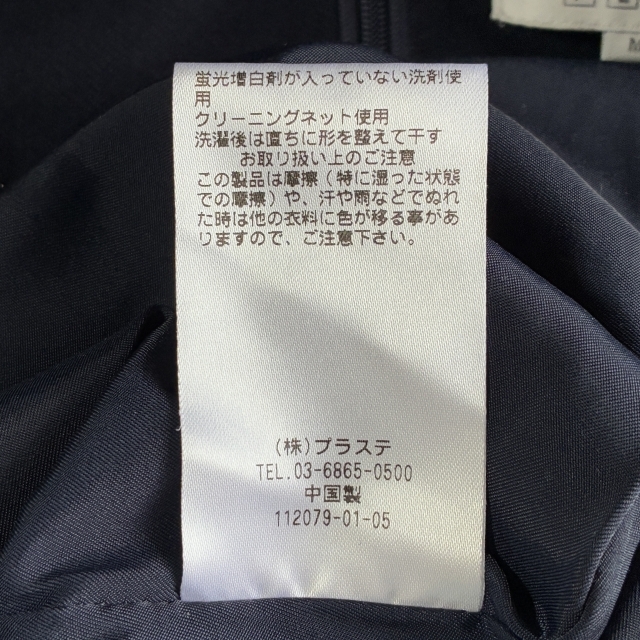 蛍光増白剤が入っていない洗剤使
用
クリーニングネット使用
洗濯後は直ちに形を整えて干す
お取り扱い上のご注意
この製品は摩擦（特に湿った状態
での摩擦）や、汗や雨などでぬれ
た時は他の衣料に色が移る事があ
りますので、ご注意下さい。
（株）プラステ
TEL.03-6865-0500
中国製
112079-01-05
M